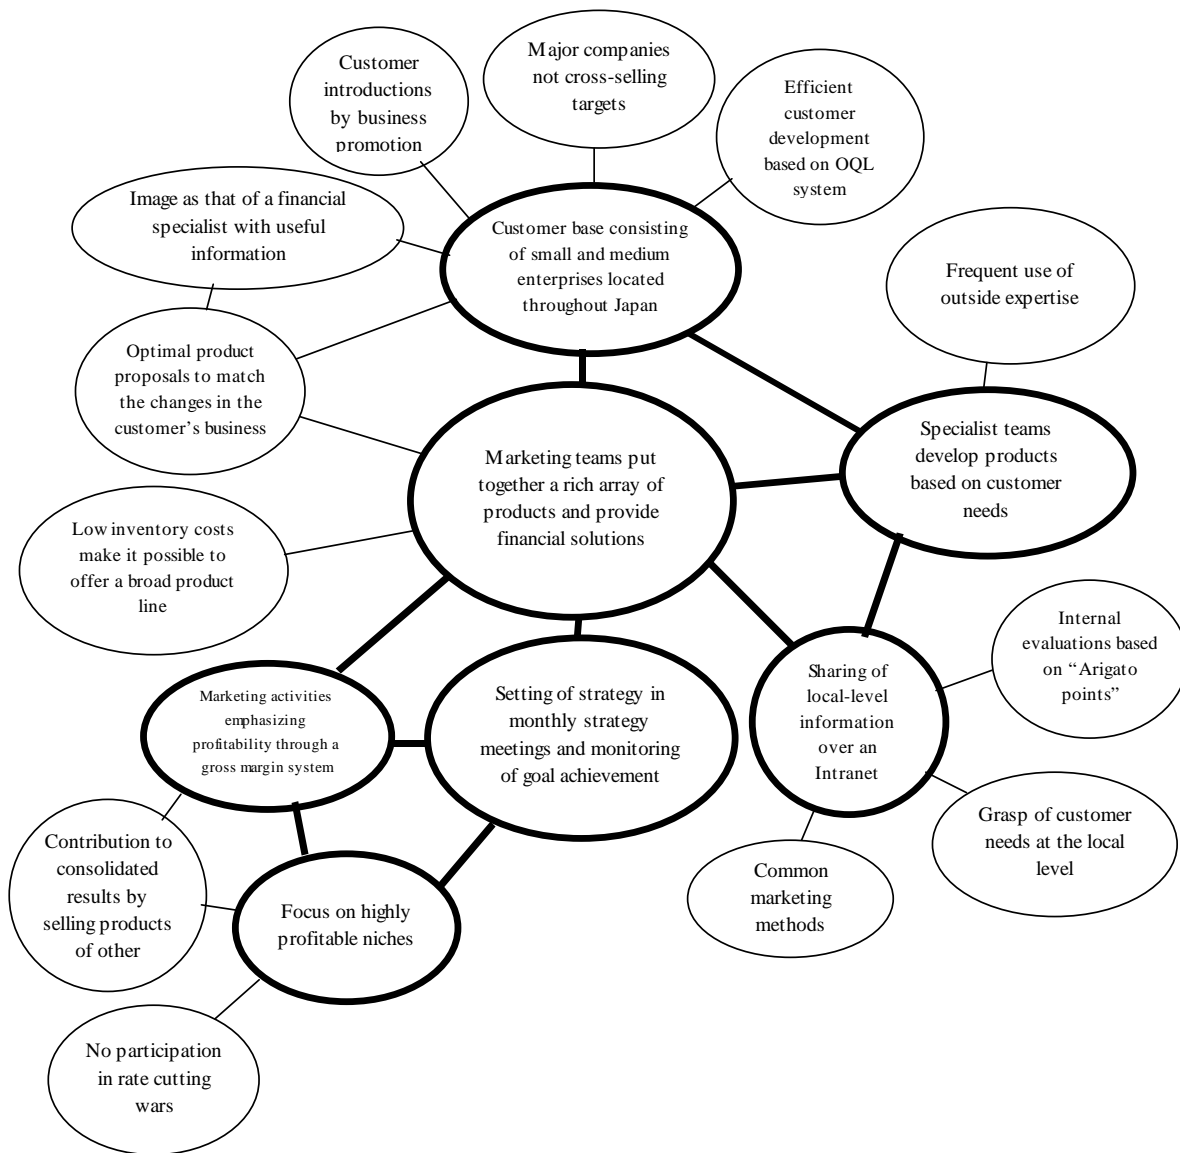 Customer
introductions
by business
promotion
Major companies
not cross-selling
targets
Efficient
customer
development
based on OQL
system
Image as that of a financial
specialist with useful
information
Customer base consisting
of small and medium
enterprises located
throughout Japan
Frequent use of
outside expertise
Optimal product
proposals to match
the changes in the
customer's business
Marketing teams put
together a rich array of
products and provide
financial solutions
Specialist teams
develop products
based on customer
needs
Low inventory costs
make it possible to
offer a broad product
line
Internal
evaluations based
on “Arigato
points”
Sharing of
local-level
information
over an
Intranet
Marketing activities
emphasizing
profitability through a
gross margin system
Setting of strategy in
monthly strategy
meetings and monitoring
of goal achievement
Grasp of customer
needs at the local
level
Common
marketing
methods
Contribution to
consolidated
results by
selling products
of other
Focus on highly
profitable niches
No participation
in rate cutting
wars